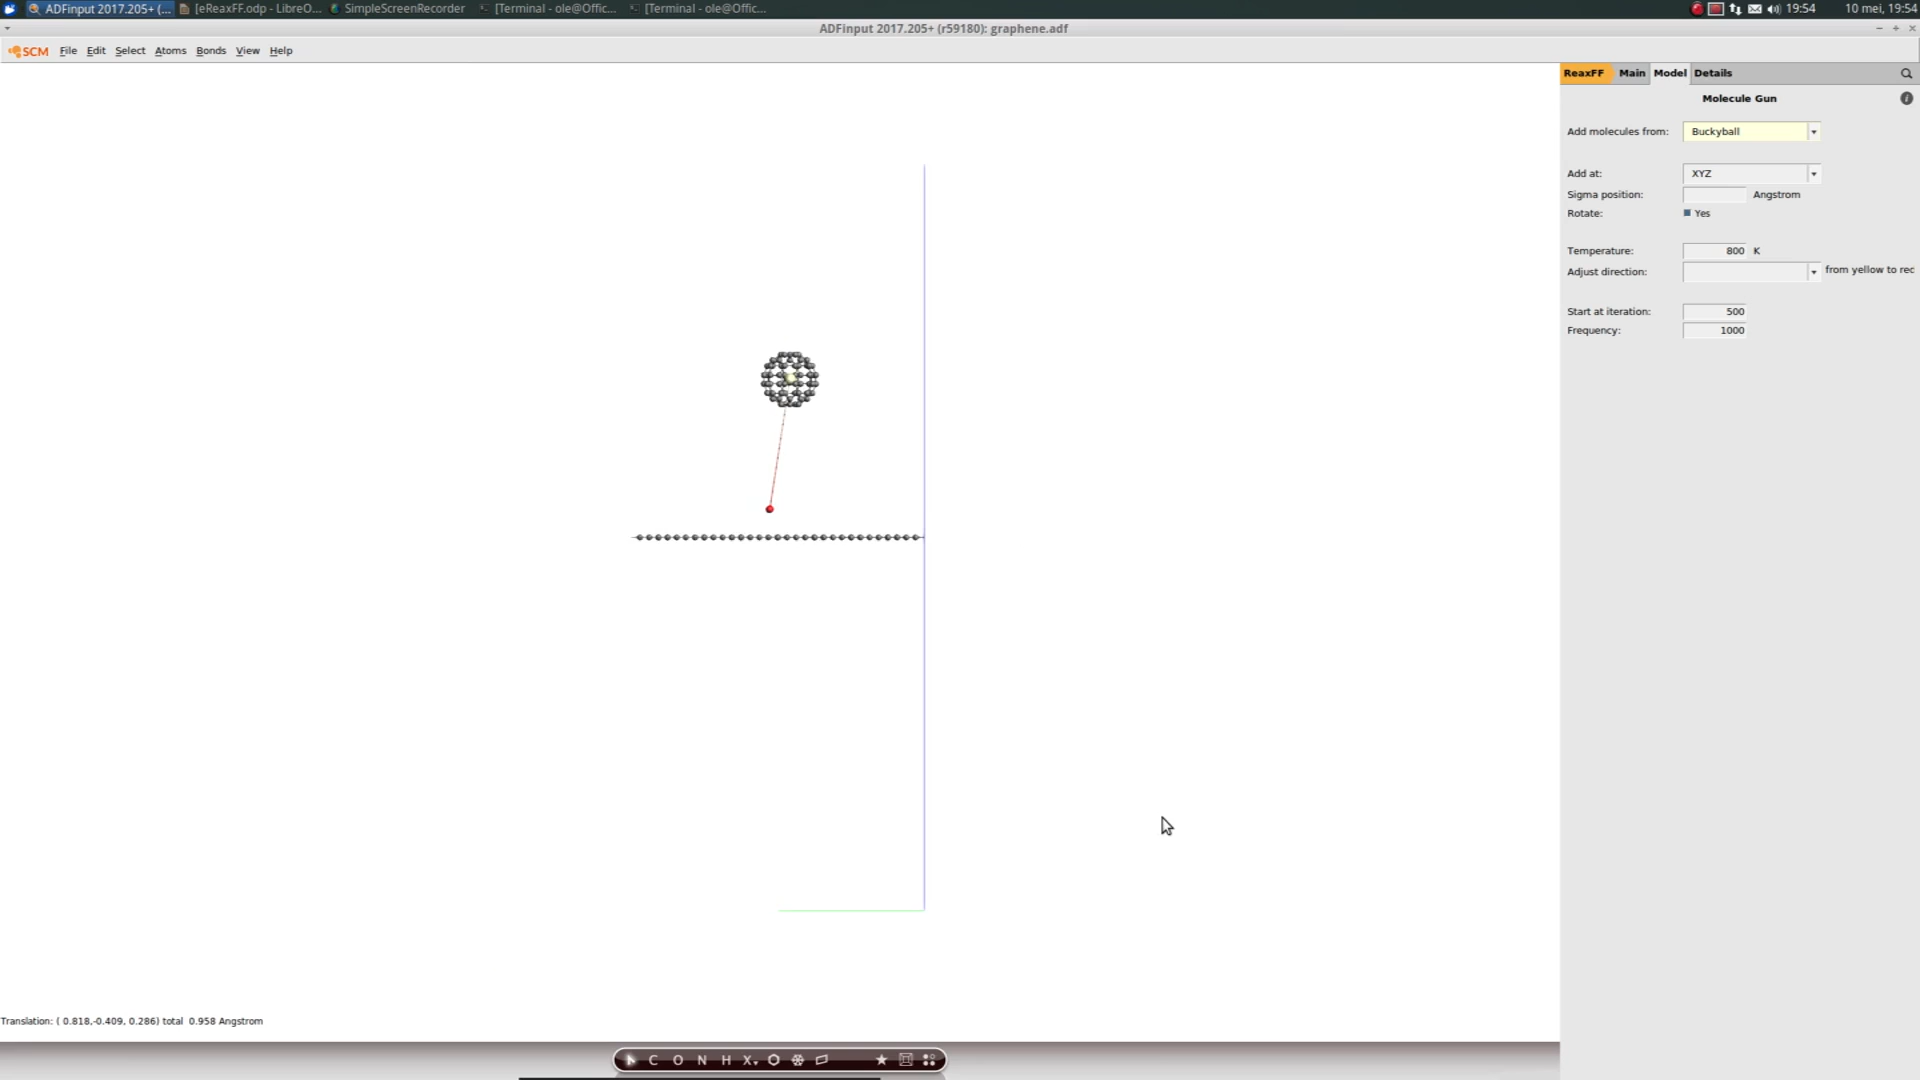 ADFinput 2017.205+ (... [eReaxFF.odp - LibreO... SimpleScreenRecorder [Terminal - ole@Offic... [Terminal - ole@Offic... 19:54 10 mei, 19:54
ADFinput 2017.205+ (r59180): graphene.adf
SCM File Edit Select Atoms Bonds View Help
ReaxFF Main Model Details
Molecule Gun
Add molecules from: Buckyball
Add at: XYZ
Sigma position: Angstrom
Rotate: Yes
Temperature: 800 K
Adjust direction: from yellow to red
Start at iteration: 500
Frequency: 1000
Translation: ( 0.818,-0.409, 0.286) total 0.958 Angstrom
C O N H X